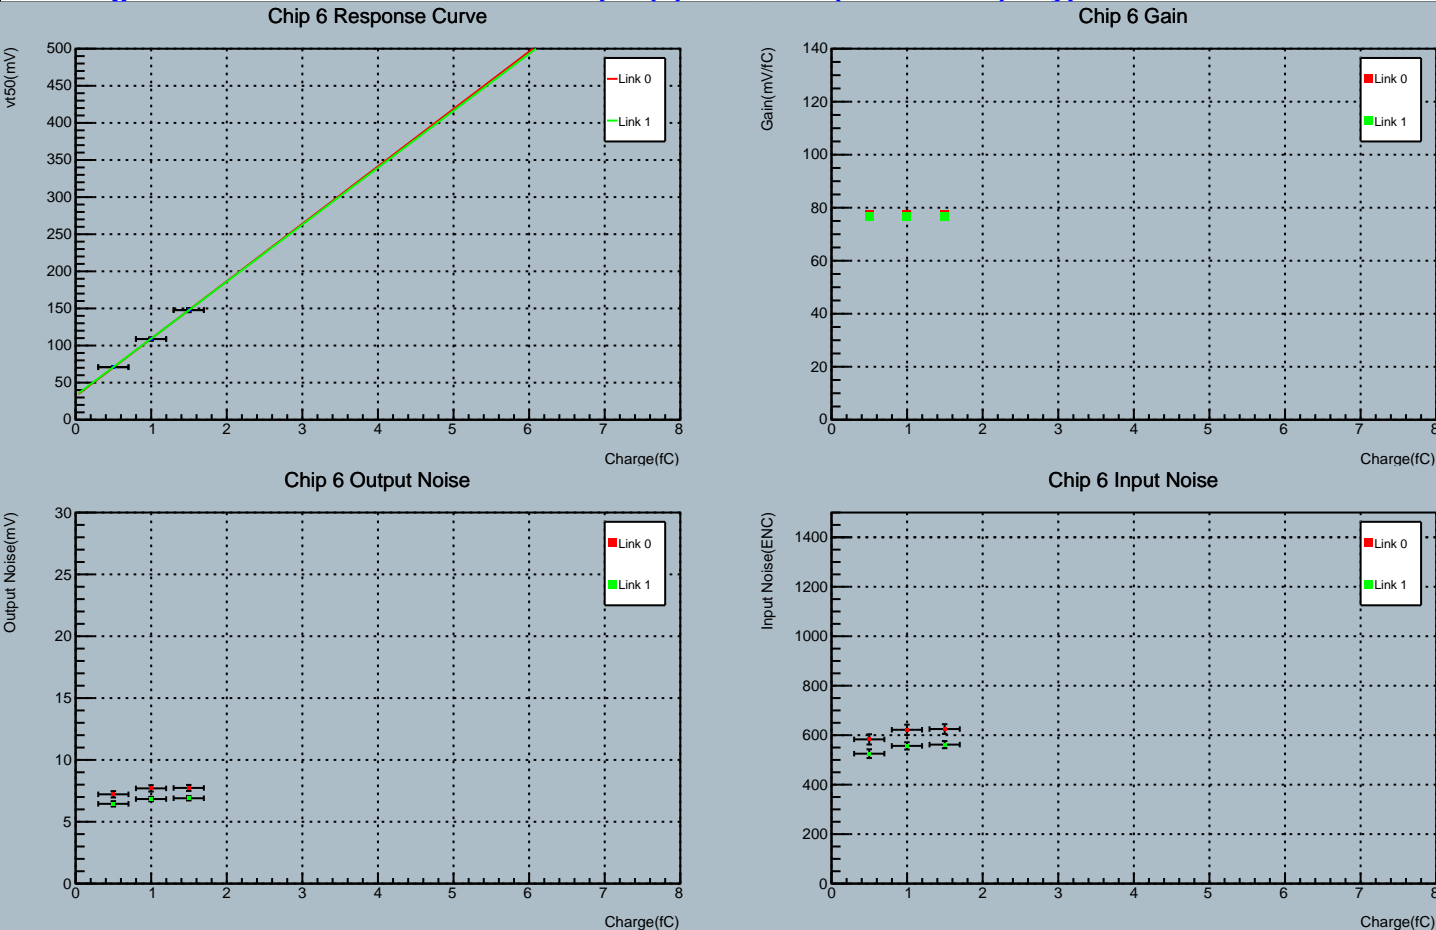 Chip 6 Response Curve
vt50(mV)
500
450
400
350
300
250
200
150
100
50
0
0 1 2 3 4 5 6 7 8
Charge(fC)
Link 0
Link 1
Chip 6 Gain
Gain(mV/fC)
140
120
100
80
60
40
20
0
0 1 2 3 4 5 6 7 8
Charge(fC)
Link 0
Link 1
Chip 6 Output Noise
Output Noise(mV)
30
25
20
15
10
5
0
0 1 2 3 4 5 6 7 8
Charge(fC)
Link 0
Link 1
Chip 6 Input Noise
Input Noise(ENC)
1400
1200
1000
800
600
400
200
0
0 1 2 3 4 5 6 7 8
Charge(fC)
Link 0
Link 1